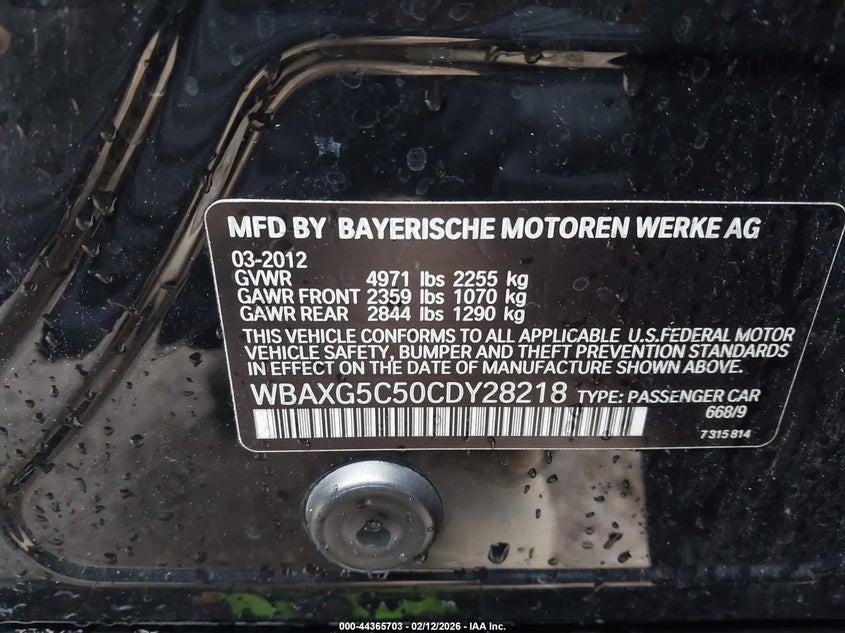 MFD BY BAYERISCHE MOTOREN WERKE AG
03-2012
GVWR 4971 lbs 2255 kg
GAWR FRONT 2359 lbs 1070 kg
GAWR REAR 2844 lbs 1290 kg
THIS VEHICLE CONFORMS TO ALL APPLICABLE U.S.FEDERAL MOTOR
VEHICLE SAFETY, BUMPER AND THEFT PREVENTION STANDARDS
IN EFFECT ON THE DATE OF MANUFACTURE SHOWN ABOVE.
WBAXG5C50CDY28218 TYPE: PASSENGER CAR
668/9
7315814
000-44365703 - 02/12/2026 - IAA Inc.